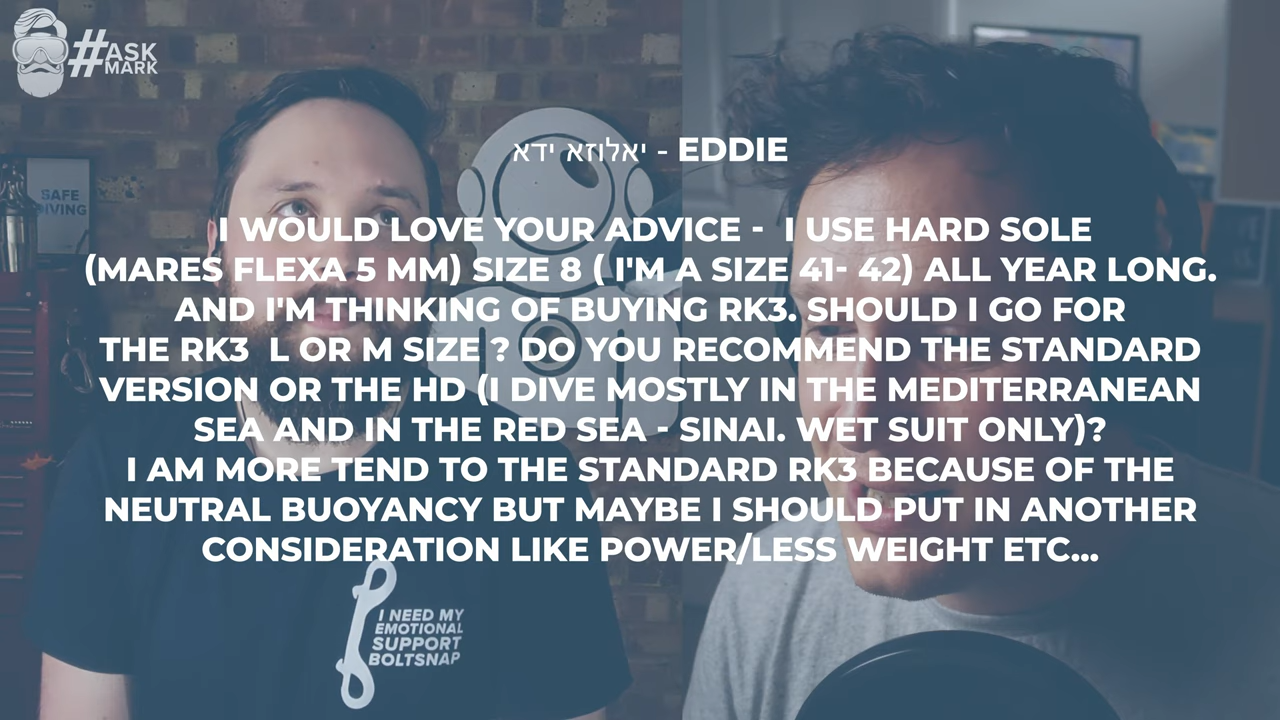 #ASK
MARK
SAFE
DIVING
אדי אזולאי - EDDIE
I WOULD LOVE YOUR ADVICE - I USE HARD SOLE
(MARES FLEXA 5 MM) SIZE 8 ( I'M A SIZE 41- 42) ALL YEAR LONG.
AND I'M THINKING OF BUYING RK3. SHOULD I GO FOR
THE RK3 L OR M SIZE ? DO YOU RECOMMEND THE STANDARD
VERSION OR THE HD (I DIVE MOSTLY IN THE MEDITERRANEAN
SEA AND IN THE RED SEA - SINAI. WET SUIT ONLY)?
I AM MORE TEND TO THE STANDARD RK3 BECAUSE OF THE
NEUTRAL BUOYANCY BUT MAYBE I SHOULD PUT IN ANOTHER
CONSIDERATION LIKE POWER/LESS WEIGHT ETC...
I NEED MY
EMOTIONAL
SUPPORT
BOLTSNAP